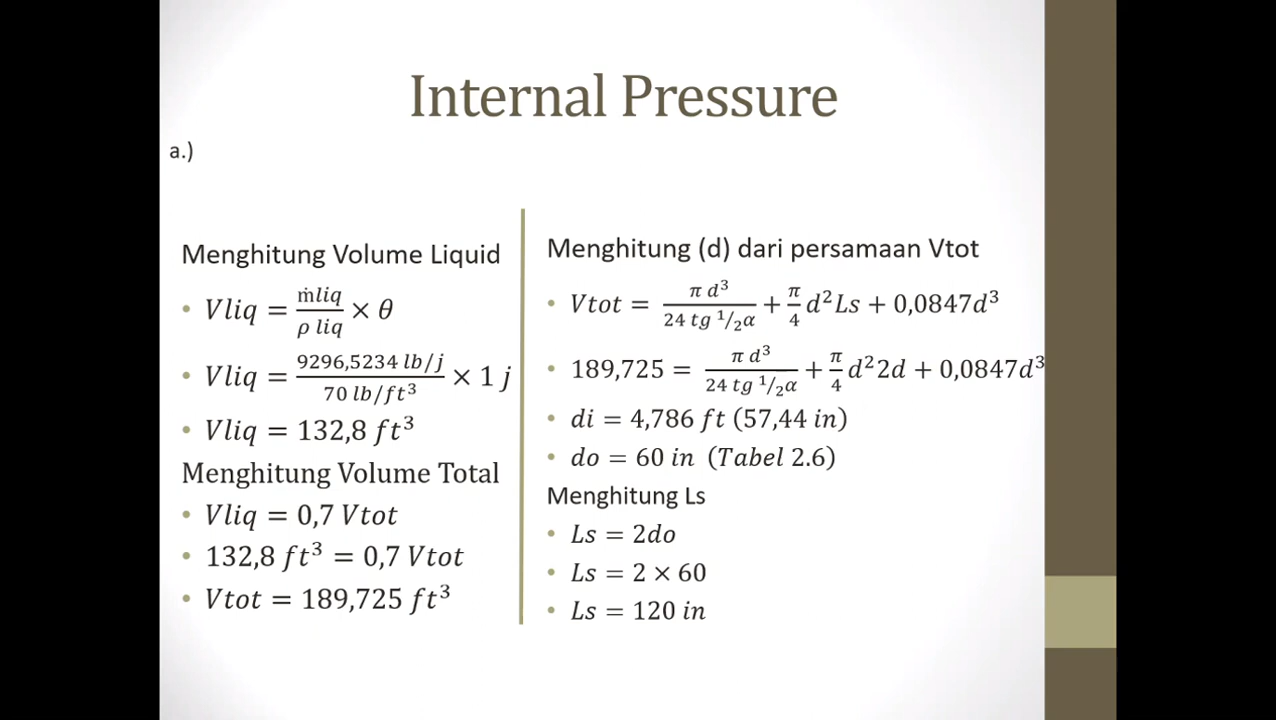 Internal Pressure
a.)
Menghitung Volume Liquid
• Vliq = ṁliq / ρ liq × θ
• Vliq = 9296,5234 lb/j / 70 lb/ft³ × 1 j
• Vliq = 132,8 ft³
Menghitung Volume Total
• Vliq = 0,7 Vtot
• 132,8 ft³ = 0,7 Vtot
• Vtot = 189,725 ft³
Menghitung (d) dari persamaan Vtot
• Vtot = π d³ / 24 tg 1/2α + π/4 d²Ls + 0,0847d³
• 189,725 = π d³ / 24 tg 1/2α + π/4 d²2d + 0,0847d³
• di = 4,786 ft (57,44 in)
• do = 60 in (Tabel 2.6)
Menghitung Ls
• Ls = 2do
• Ls = 2 × 60
• Ls = 120 in